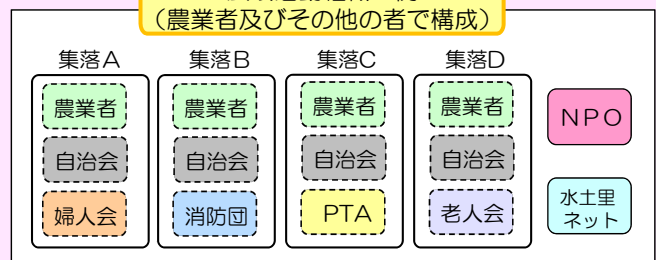 （農業者及びその他の者で構成）
集落A　集落B　集落C　集落D
農業者　農業者　農業者　農業者
NPO
自治会　自治会　自治会　自治会
婦人会　消防団　PTA　老人会
水土里
ネット